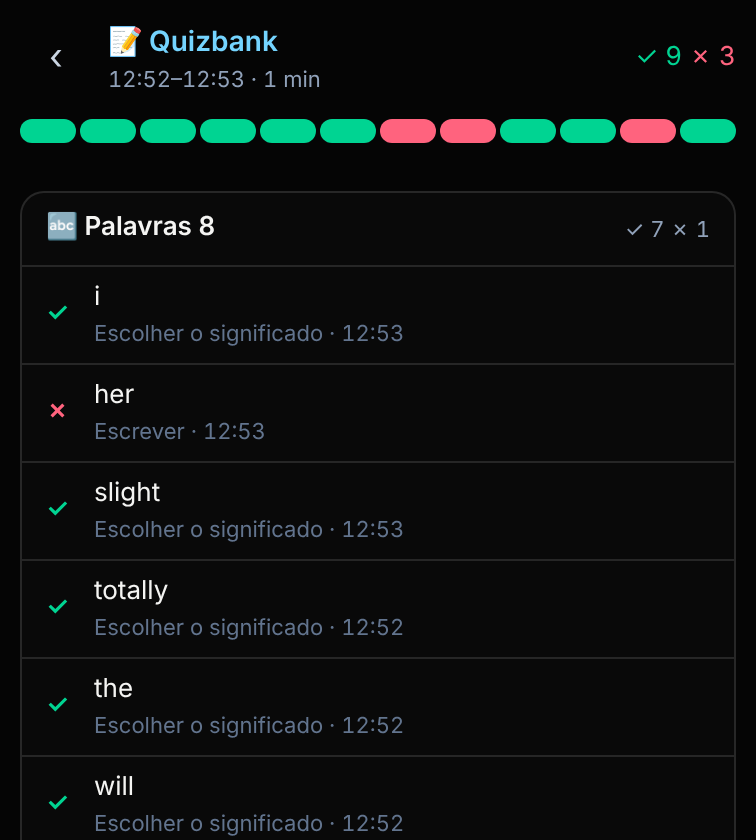 Quizbank
12:52–12:53 · 1 min
✓ 9 × 3
abc Palavras 8
✓ 7 × 1
i
Escolher o significado · 12:53
her
Escrever · 12:53
slight
Escolher o significado · 12:53
totally
Escolher o significado · 12:52
the
Escolher o significado · 12:52
will
Escolher o significado · 12:52